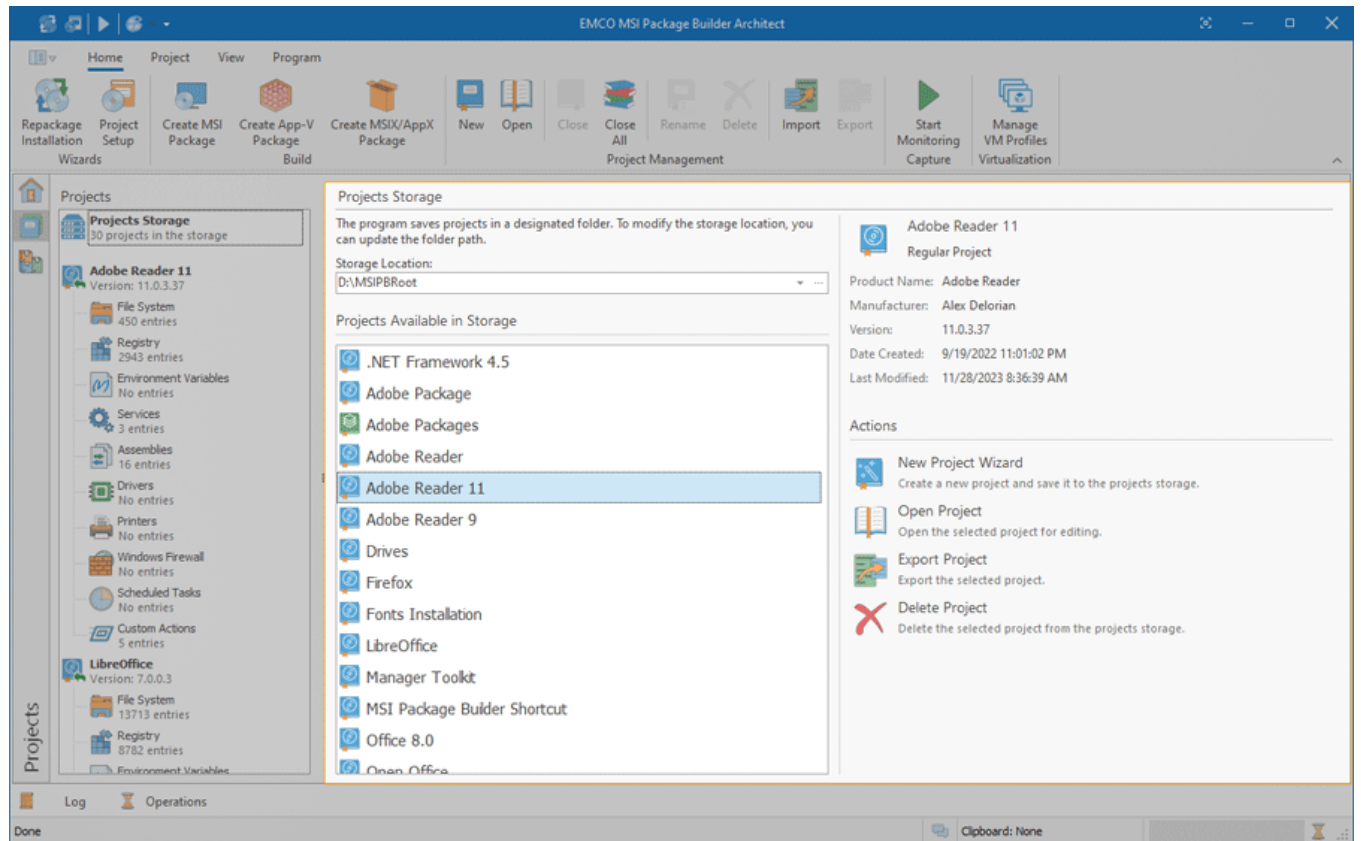 EMCO MSI Package Builder Architect
Home Project View Program
Repackage Installation
Project Setup
Wizards
Create MSI Package
Create App-V Package
Create MSIX/AppX Package
Build
New
Open
Close
Close All
Rename
Delete
Import
Export
Project Management
Start Monitoring
Capture
Manage VM Profiles
Virtualization
Projects
Projects
Projects Storage
30 projects in the storage
Adobe Reader 11
Version: 11.0.3.37
File System
450 entries
Registry
2943 entries
Environment Variables
No entries
Services
3 entries
Assemblies
16 entries
Drivers
No entries
Printers
No entries
Windows Firewall
No entries
Scheduled Tasks
No entries
Custom Actions
5 entries
LibreOffice
Version: 7.0.0.3
File System
13713 entries
Registry
8782 entries
Environment Variables
Projects Storage
The program saves projects in a designated folder. To modify the storage location, you
can update the folder path.
Storage Location:
D:\MSIPBRoot
Projects Available in Storage
.NET Framework 4.5
Adobe Package
Adobe Packages
Adobe Reader
Adobe Reader 11
Adobe Reader 9
Drives
Firefox
Fonts Installation
LibreOffice
Manager Toolkit
MSI Package Builder Shortcut
Office 8.0
Open Office
Adobe Reader 11
Regular Project
Product Name: Adobe Reader
Manufacturer: Alex Delorian
Version: 11.0.3.37
Date Created: 9/19/2022 11:01:02 PM
Last Modified: 11/28/2023 8:36:39 AM
Actions
New Project Wizard
Create a new project and save it to the projects storage.
Open Project
Open the selected project for editing.
Export Project
Export the selected project.
Delete Project
Delete the selected project from the projects storage.
Log Operations
Done
Clipboard: None